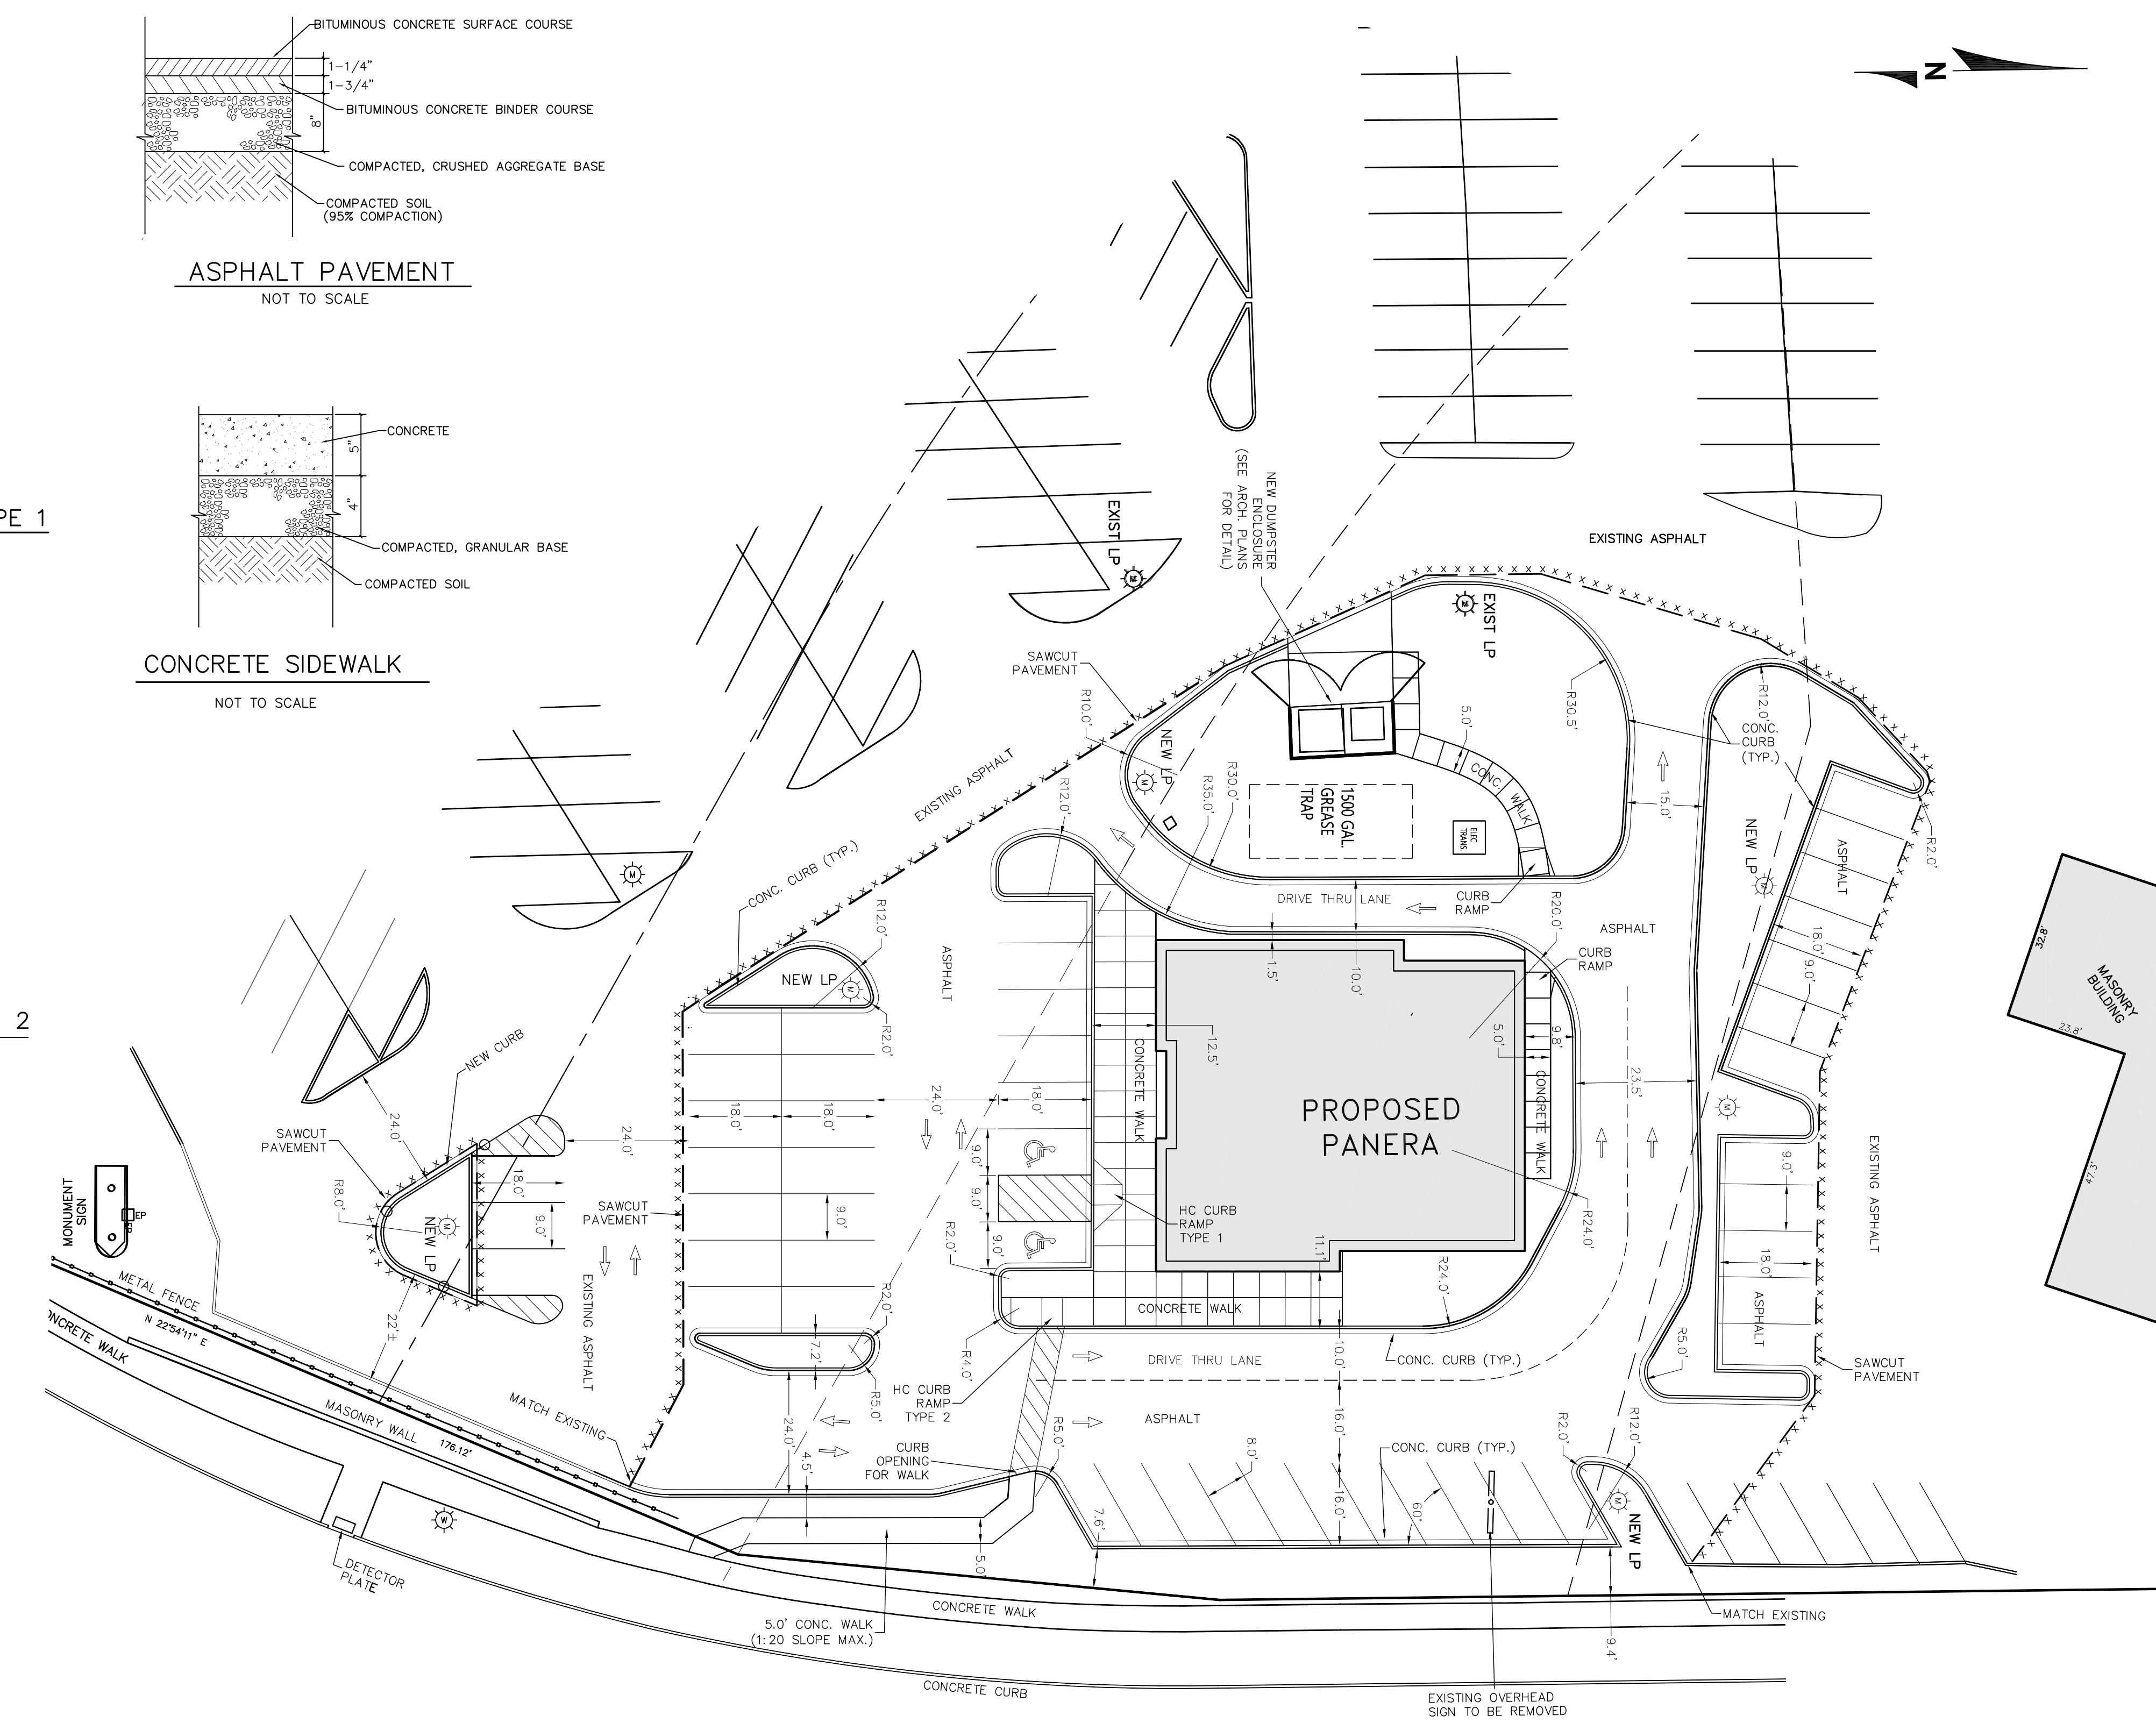 BITUMINOUS CONCRETE SURFACE COURSE
1-1/4"
1-3/4"
BITUMINOUS CONCRETE BINDER COURSE
8"
COMPACTED, CRUSHED AGGREGATE BASE
COMPACTED SOIL
(95% COMPACTION)
ASPHALT PAVEMENT
NOT TO SCALE
N
CONCRETE
5"
4"
COMPACTED, GRANULAR BASE
COMPACTED SOIL
CONCRETE SIDEWALK
NOT TO SCALE
PE 1
2
EXIST LP
NEW DUMPSTER
ENCLOSURE
(SEE ARCH. PLANS
FOR DETAIL)
EXISTING ASPHALT
EXIST LP
M
M
SAWCUT
PAVEMENT
R10.0'
NEW LP
M
R30.5'
R12.0'
CONC.
CURB
(TYP.)
5.0'
CONC.
WALK
15.0'
R35.0'
R30.0'
1500 GAL.
GREASE
TRAP
ELEC
TRANS.
EXISTING ASPHALT
R12.0'
NEW LP
M
ASPHALT
R2.0'
M
CONC. CURB (TYP.)
DRIVE THRU LANE
CURB
RAMP
R20.0'
ASPHALT
CURB
RAMP
18.0'
9.0'
32.8'
MASONRY
BUILDING
23.8'
47.3'
R12.0'
NEW LP
M
R2.0'
ASPHALT
1.5'
10.0'
12.5'
CONCRETE WALK
5.0'
9.8'
CONCRETE WALK
23.5'
M
PROPOSED
PANERA
NEW CURB
24.0'
SAWCUT
PAVEMENT
MONUMENT
SIGN
EP
EP
R8.0'
NEW LP
M
18.0'
9.0'
24.0'
SAWCUT
PAVEMENT
18.0'
18.0'
24.0'
18.0'
9.0'
9.0'
9.0'
9.0'
R2.0'
HC CURB
RAMP
TYPE 1
11.1'
R24.0'
R24.0'
9.0'
18.0'
ASPHALT
EXISTING ASPHALT
METAL FENCE
N 22°54'11" E
22'±
EXISTING ASPHALT
R2.0'
7.2'
R5.0'
R4.0'
CONCRETE WALK
DRIVE THRU LANE
10.0'
CONC. CURB (TYP.)
R5.0'
SAWCUT
PAVEMENT
ONCRETE WALK
MASONRY WALL
176.12'
MATCH EXISTING
24.0'
4.5'
HC CURB
RAMP
TYPE 2
CURB
OPENING
FOR WALK
R5.0'
ASPHALT
16.0'
8.0'
CONC. CURB (TYP.)
R2.0'
R12.0'
7.6'
16.0'
60°
M
NEW LP
W
DETECTOR
PLATE
5.0'
5.0' CONC. WALK
(1:20 SLOPE MAX.)
CONCRETE WALK
MATCH EXISTING
9.4'
CONCRETE CURB
EXISTING OVERHEAD
SIGN TO BE REMOVED